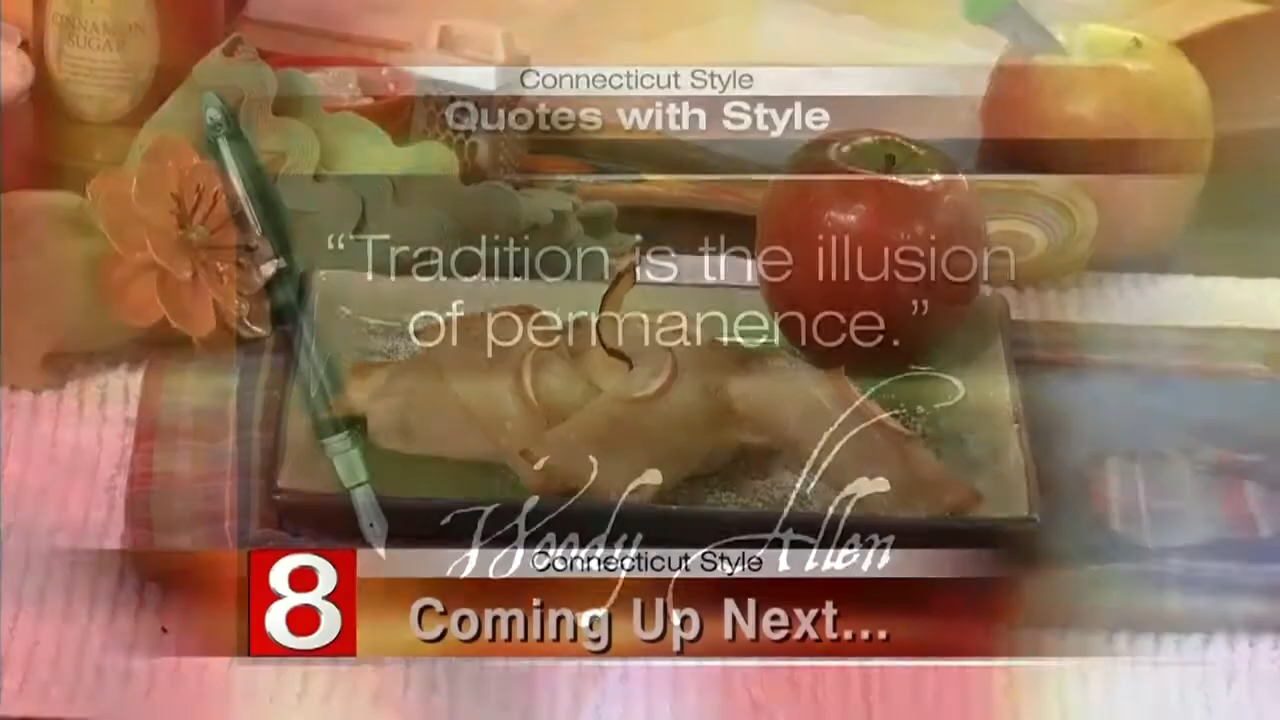 CINNAMON
SUGAR
Connecticut Style
Quotes with Style
“Tradition is the illusion
of permanence.”
Woody Allen
Connecticut Style
8
Coming Up Next...